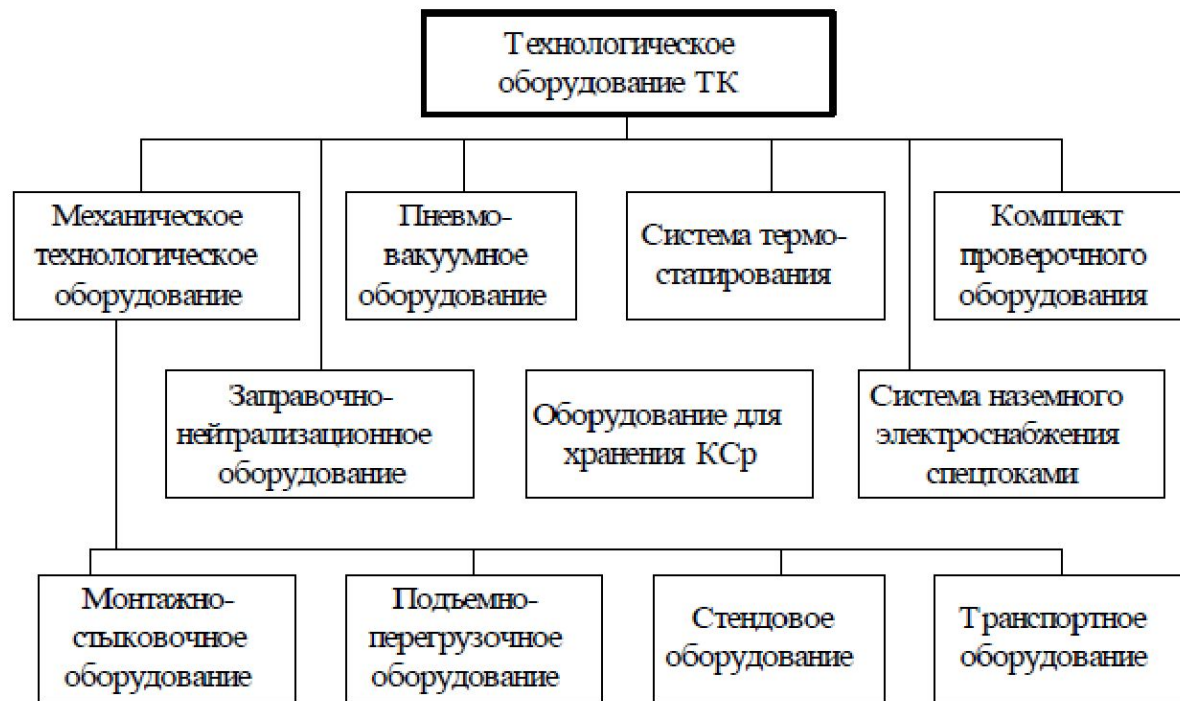 Технологическое
оборудование ТК
Механическое
технологическое
оборудование
Пневмо-
вакуумное
оборудование
Система термо-
статирования
Комплект
проверочного
оборудования
Заправочно-
нейтрализационное
оборудование
Оборудование для
хранения КСр
Система наземного
электроснабжения
спецтоками
Монтажно-
стыковочное
оборудование
Подъемно-
перегрузочное
оборудование
Стендовое
оборудование
Транспортное
оборудование